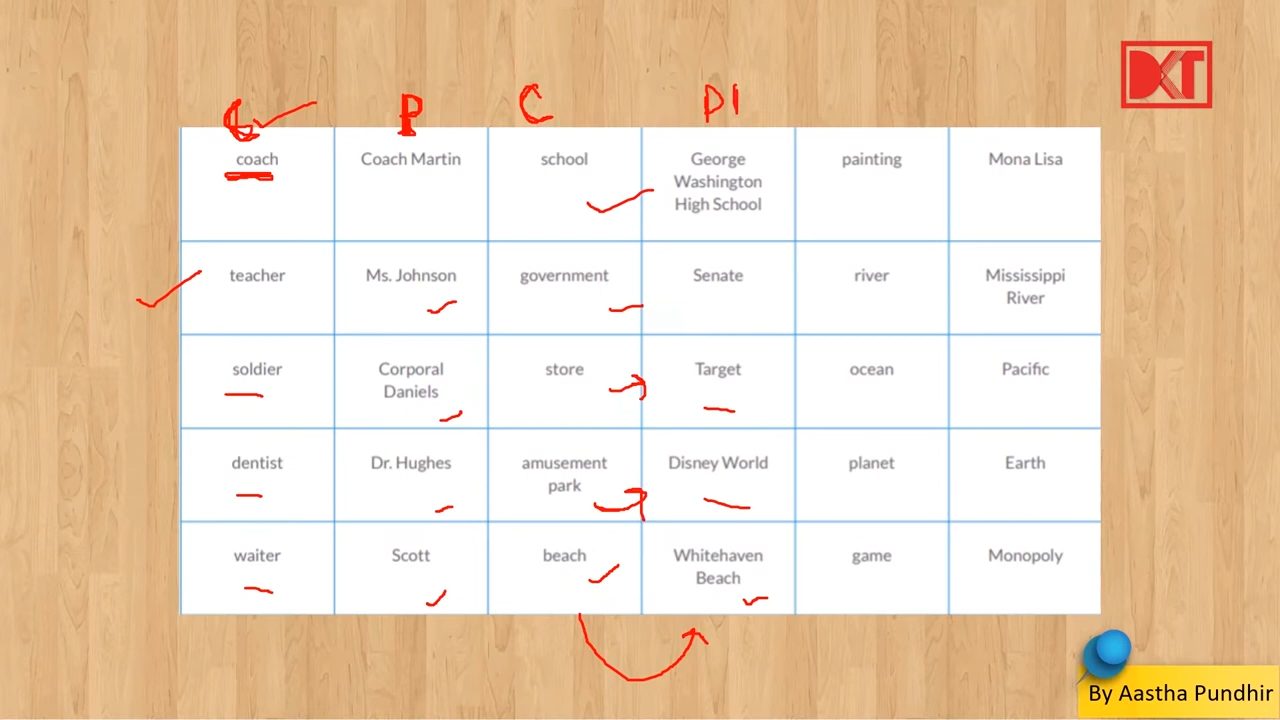 DKT
C P C P
coach
Coach Martin
school
George
Washington
High School
painting
Mona Lisa
teacher
Ms. Johnson
government
Senate
river
Mississippi
River
soldier
Corporal
Daniels
store
Target
ocean
Pacific
dentist
Dr. Hughes
amusement
park
Disney World
planet
Earth
waiter
Scott
beach
Whitehaven
Beach
game
Monopoly
By Aastha Pundhir